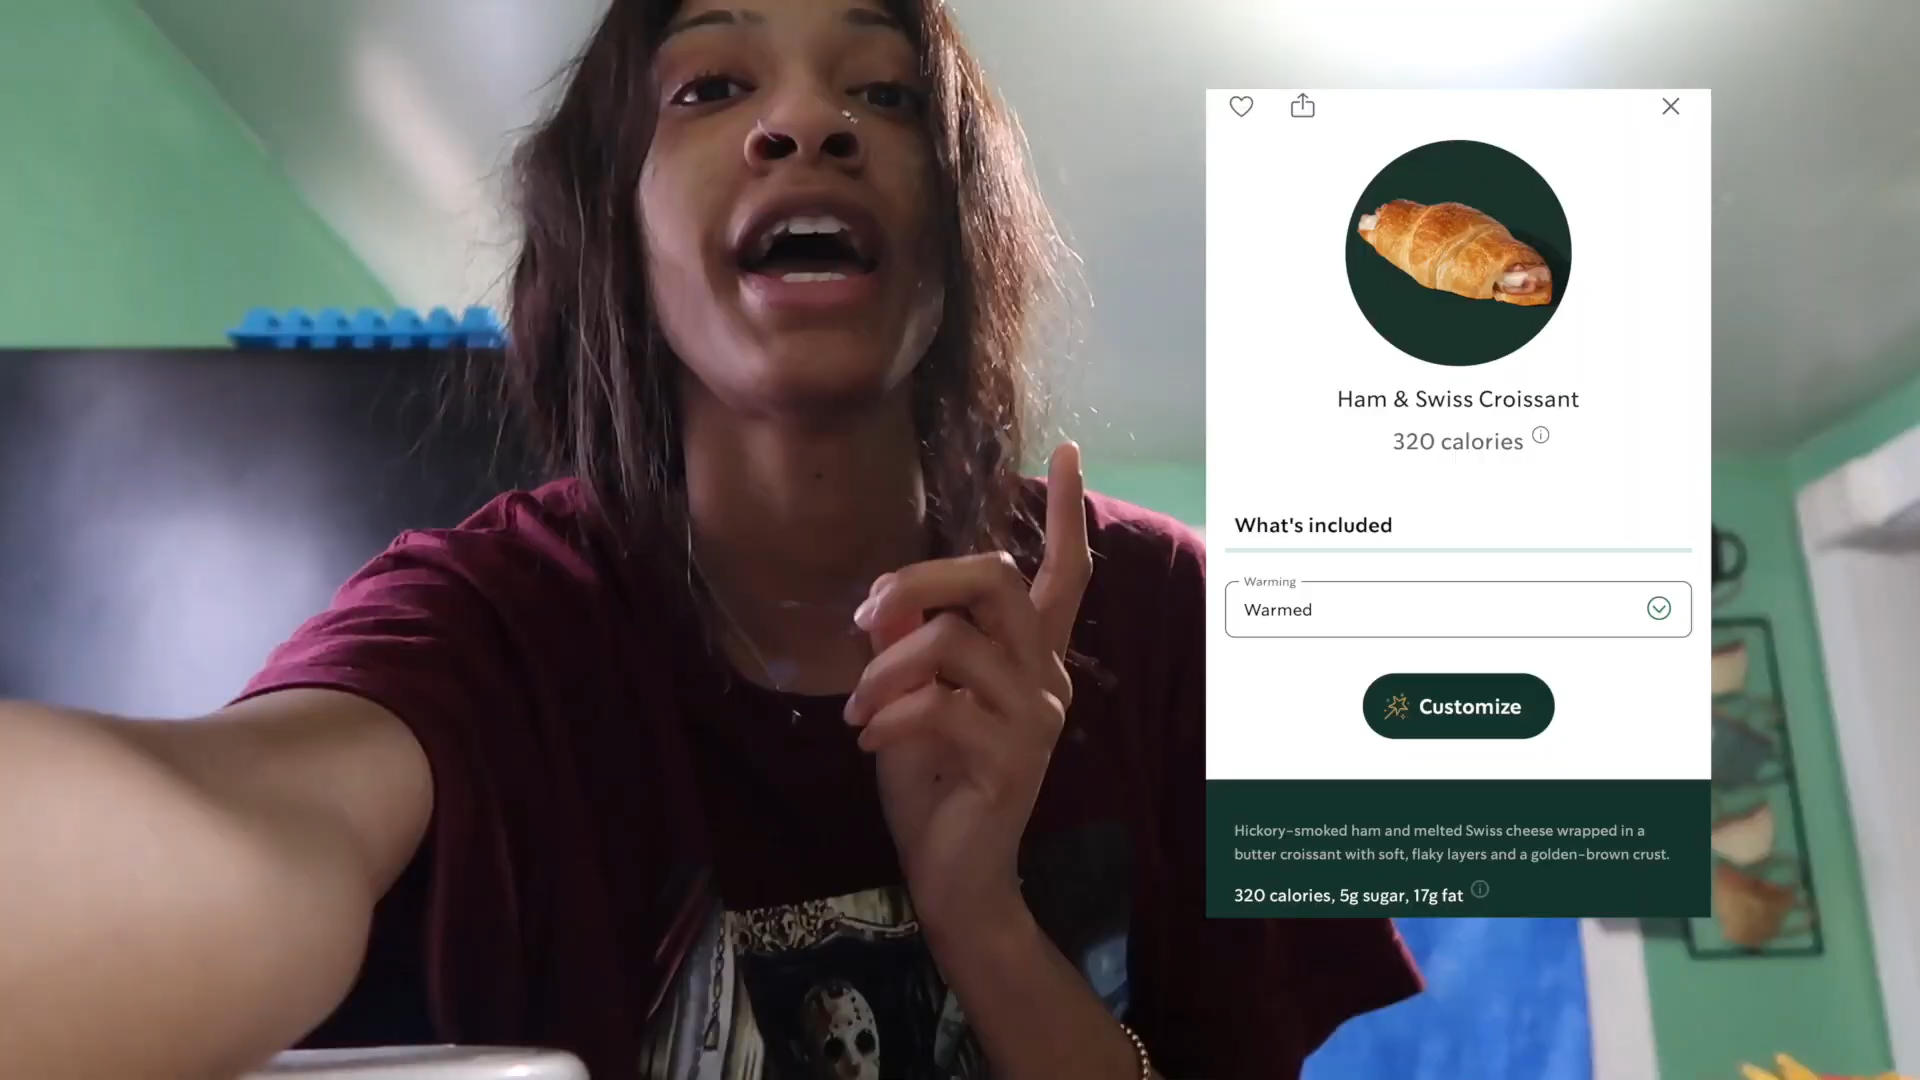 Ham & Swiss Croissant
320 calories
What's included
Warming
Warmed
Customize
Hickory-smoked ham and melted Swiss cheese wrapped in a
butter croissant with soft, flaky layers and a golden-brown crust.
320 calories, 5g sugar, 17g fat